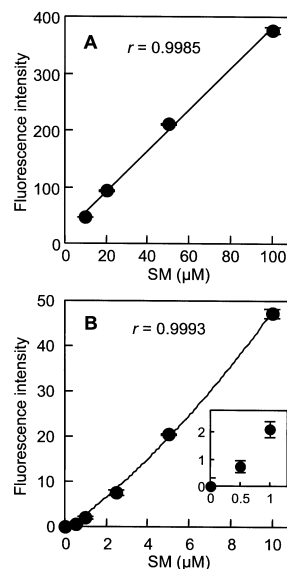 400
A
r = 0.9985
300
200
100
0
Fluorescence intensity
0 20 40 60 80 100
SM (μM)
50
B
r = 0.9993
40
30
20
10
0
Fluorescence intensity
2
1
0
0 0.5 1
0 2 4 6 8 10
SM (μM)